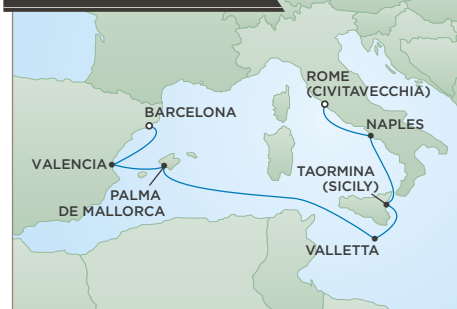 ROME
(CIVITAVECCHIA)
BARCELONA
NAPLES
VALENCIA
TAORMINA
(SICILY)
PALMA
DE MALLORCA
VALLETTA